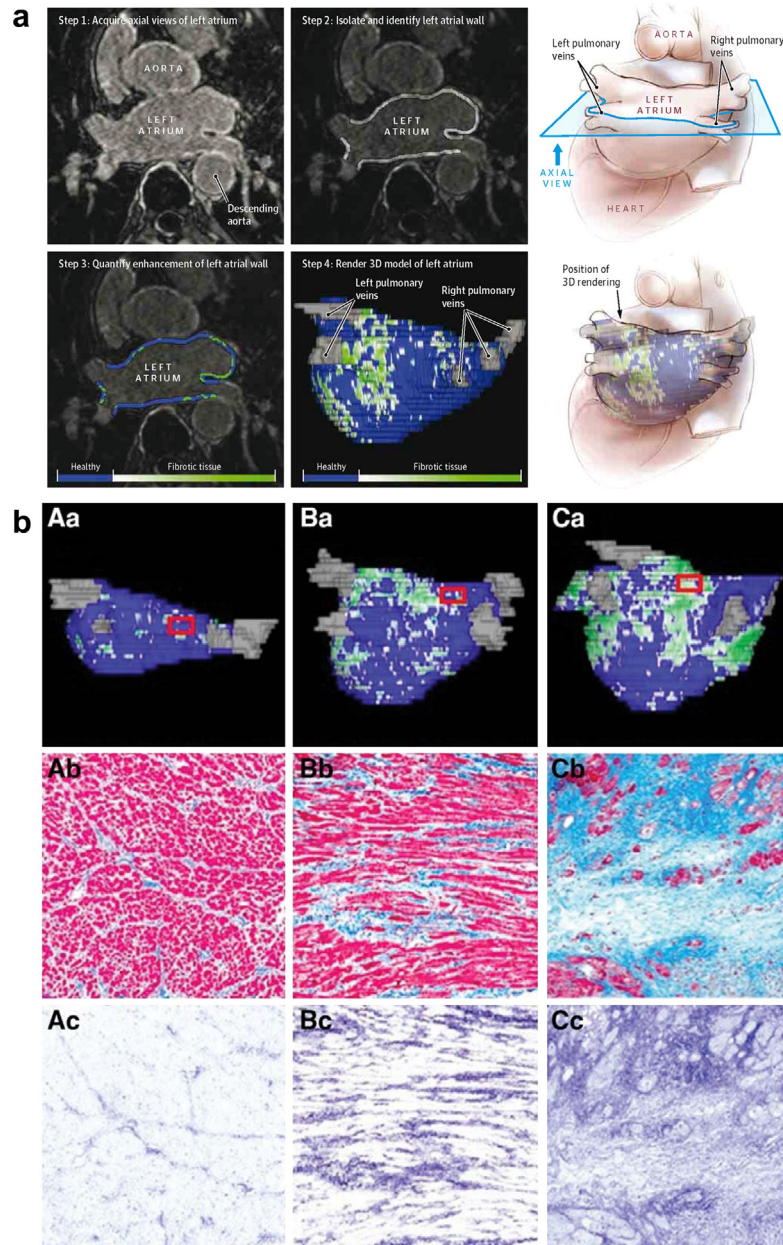 a
Step 1: Acquire axial views of left atrium
AORTA
LEFT
ATRIUM
Descending
aorta
Step 2: Isolate and identify left atrial wall
LEFT
ATRIUM
Left pulmonary
veins
AORTA
Right pulmonary
veins
LEFT
ATRIUM
AXIAL
VIEW
HEART
Step 3: Quantify enhancement of left atrial wall
LEFT
ATRIUM
Healthy
Fibrotic tissue
Step 4: Render 3D model of left atrium
Left pulmonary
veins
Right pulmonary
veins
Healthy
Fibrotic tissue
Position of
3D rendering
b
Aa
Ba
Ca
Ab
Bb
Cb
Ac
Bc
Cc